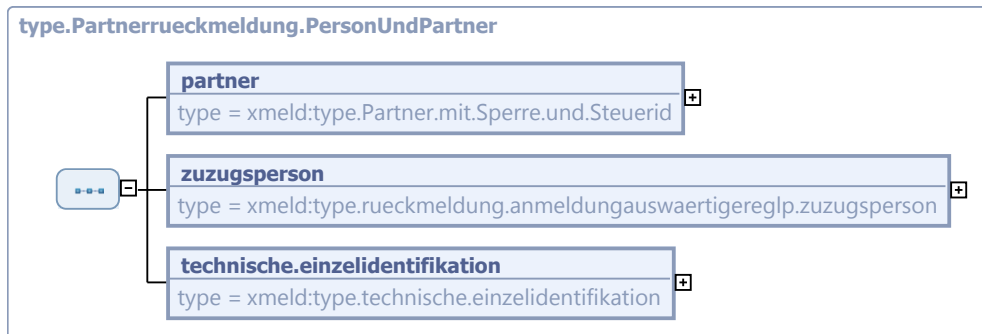 type.Partnerrueckmeldung.PersonUndPartner
partner
type = xmeld:type.Partner.mit.Sperre.und.Steuerid
zuzugsperson
type = xmeld:type.rueckmeldung.anmeldungauswaertigereglp.zuzugsperson
technische.einzelidentifikation
type = xmeld:type.technische.einzelidentifikation